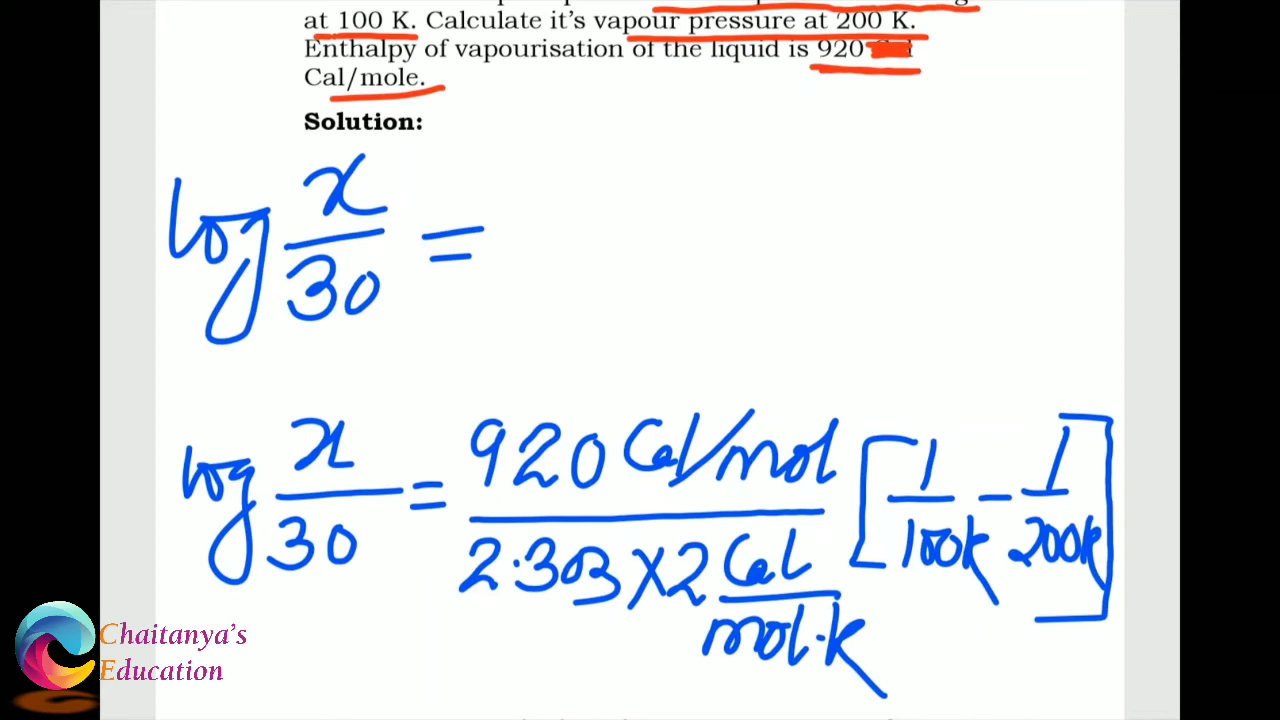 at 100 K. Calculate it's vapour pressure at 200 K.
Enthalpy of vapourisation of the liquid is 920
Cal/mole.
Solution:
log x/30 =
log x/30 = 920 Cal/mol / 2.303 × 2 Cal/mol·k [1/100k − 1/200k]
Chaitanya's
Education